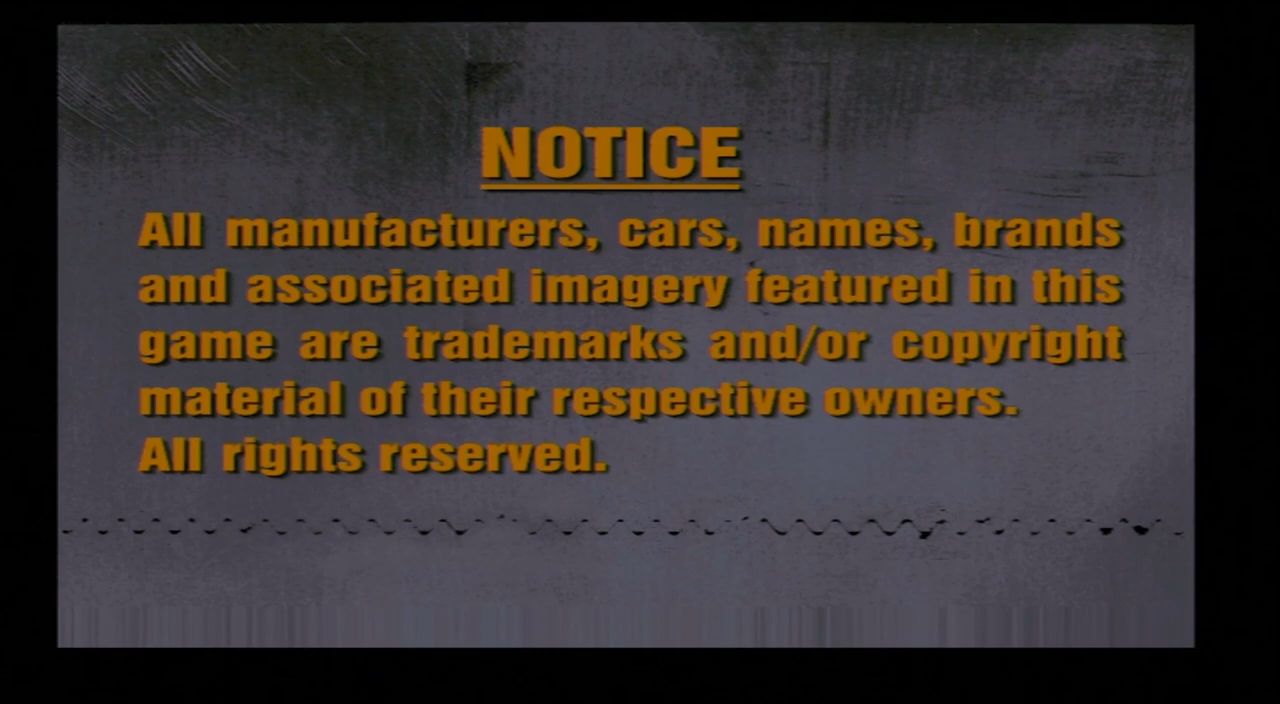 NOTICE
All manufacturers, cars, names, brands
and associated imagery featured in this
game are trademarks and/or copyright
material of their respective owners.
All rights reserved.